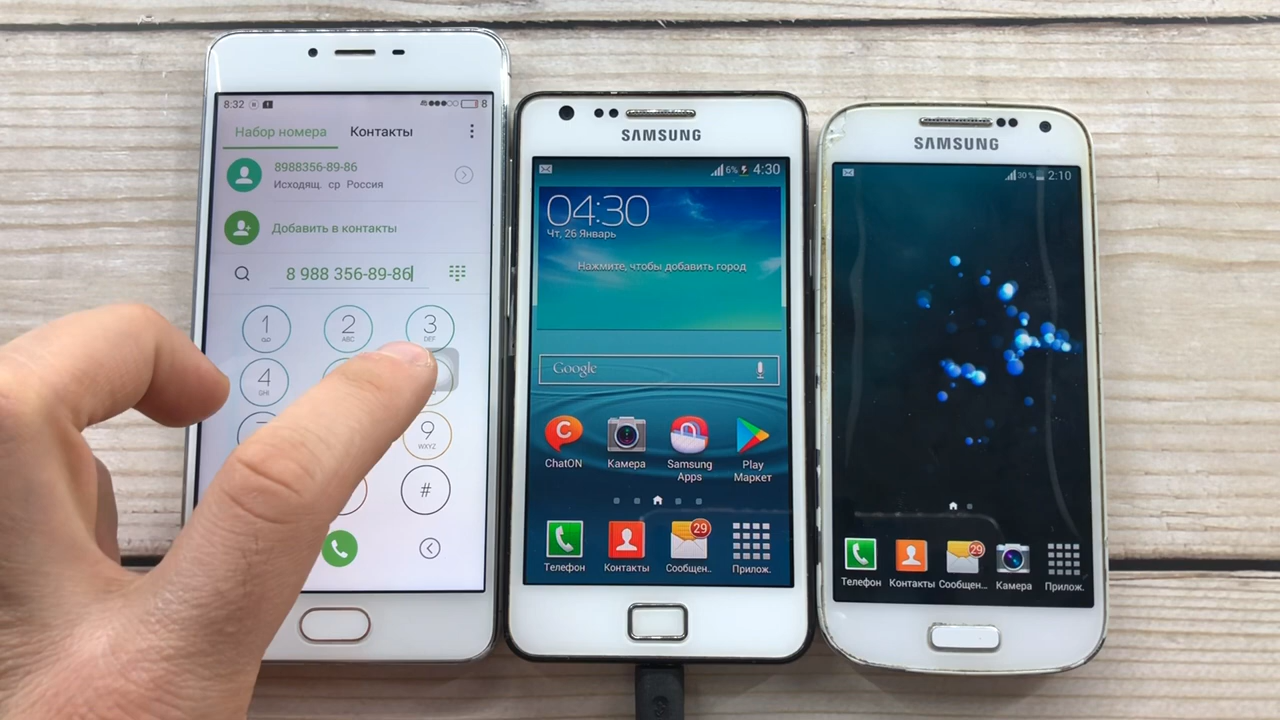 8:32
8
Набор номера
Контакты
8988356-89-86
Исходящ. ср Россия
Добавить в контакты
8 988 356-89-86
1
2
ABC
3
DEF
4
GHI
9
WXYZ
#
SAMSUNG
6%
4:30
04:30
Чт, 26 Январь
Нажмите, чтобы добавить город
Google
ChatON
Камера
Samsung Apps
Play Маркет
29
Телефон
Контакты
Сообщен..
Прилож.
SAMSUNG
30%
2:10
29
Телефон
Контакты
Сообщен...
Камера
Прилож.